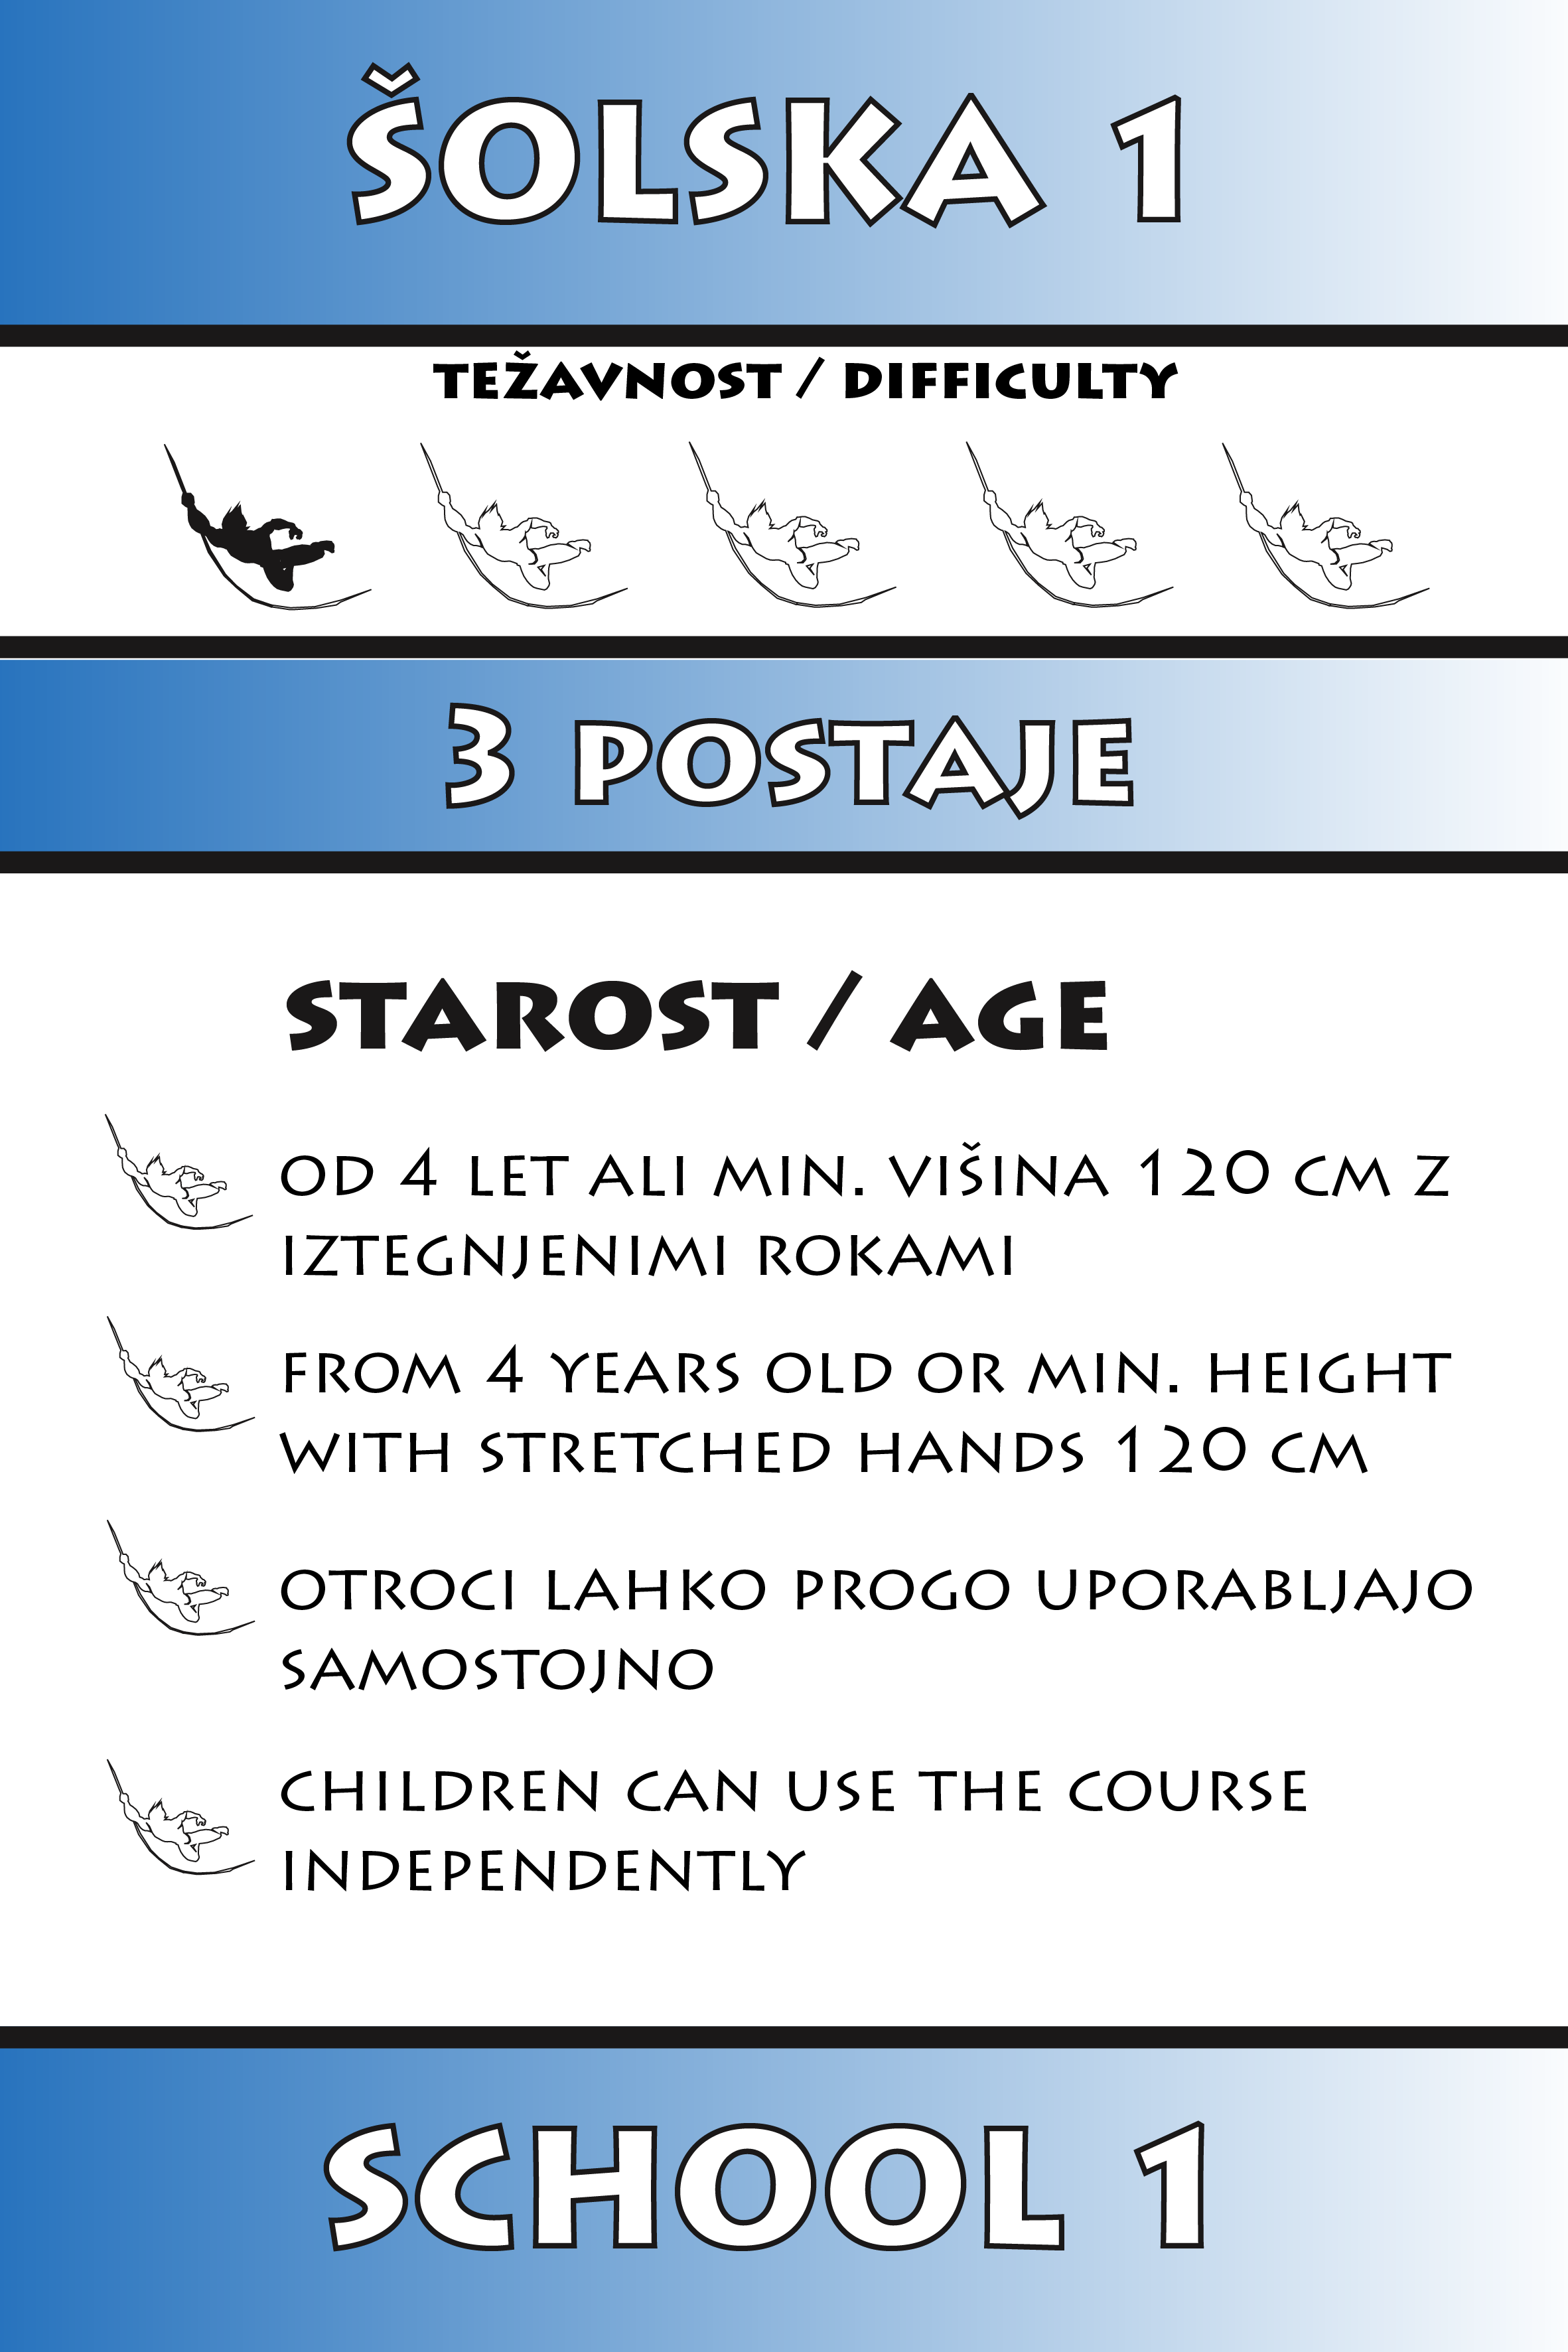 ŠOLSKA 1
TEŽAVNOST / DIFFICULTY
3 POSTAJE
STAROST / AGE
OD 4 LET ALI MIN. VIŠINA 120 CM Z
IZTEGNJENIMI ROKAMI
FROM 4 YEARS OLD OR MIN. HEIGHT
WITH STRETCHED HANDS 120 CM
OTROCI LAHKO PROGO UPORABLJAJO
SAMOSTOJNO
CHILDREN CAN USE THE COURSE
INDEPENDENTLY
SCHOOL 1